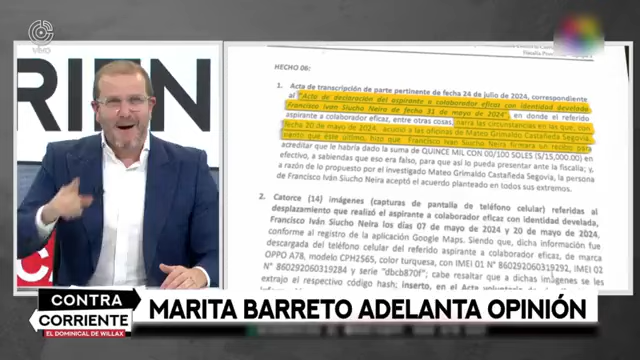 VIVO
RIEN
C
HECHO 06:
1. Acta de transcripción de parte pertinente de fecha 24 de julio de 2024, correspondiente
al "Acta de declaración del aspirante a colaborador eficaz con identidad develada,
Francisco Iván Siucho Neira de fecha 31 de mayo de 2024", en donde el referido
aspirante a colaborador eficaz, entre otras cosas, narra las circunstancias en las que, con
fecha 20 de mayo de 2024, acudió a las oficinas de Mateo Grimaldo Castañeda Segovia,
siento que éste último, hizo que Francisco Iván Siucho Neira firmara un recibo para
acreditar que le habría dado la suma de QUINCE MIL CON 00/100 SOLES (S/15,000.00) en
efectivo, a sabiendas que eso era falso, para que así lo pueda presentar ante la fiscalía; y, a
razón de lo propuesto por el investigado Mateo Grimaldo Castañeda Segovia, la persona
de Francisco Iván Siucho Neira aceptó el acuerdo planteado en todos sus extremos.
2. Catorce (14) imágenes (capturas de pantalla de teléfono celular) referidas al
desplazamiento que realizó el aspirante a colaborador eficaz con identidad develada,
Francisco Iván Siucho Neira, los días 07 de mayo de 2024 y 20 de mayo de 2024,
conforme al registro de la aplicación Google Maps. Siendo que, dicha información fue
descargada del teléfono celular del referido aspirante a colaborador eficaz, de marca
OPPO A78, modelo CPH2565, color turquesa, con IMEI 01 N° 860292060319292, IMEI 02
N° 860292060319284 y serie "dbcb870f"; cabe resaltar que a dichas imágenes se les
extrajo el respectivo código hash; inserto, en el Acta
CONTRA
CORRIENTE
EL DOMINICAL DE WILLAX
MARITA BARRETO ADELANTA OPINIÓN